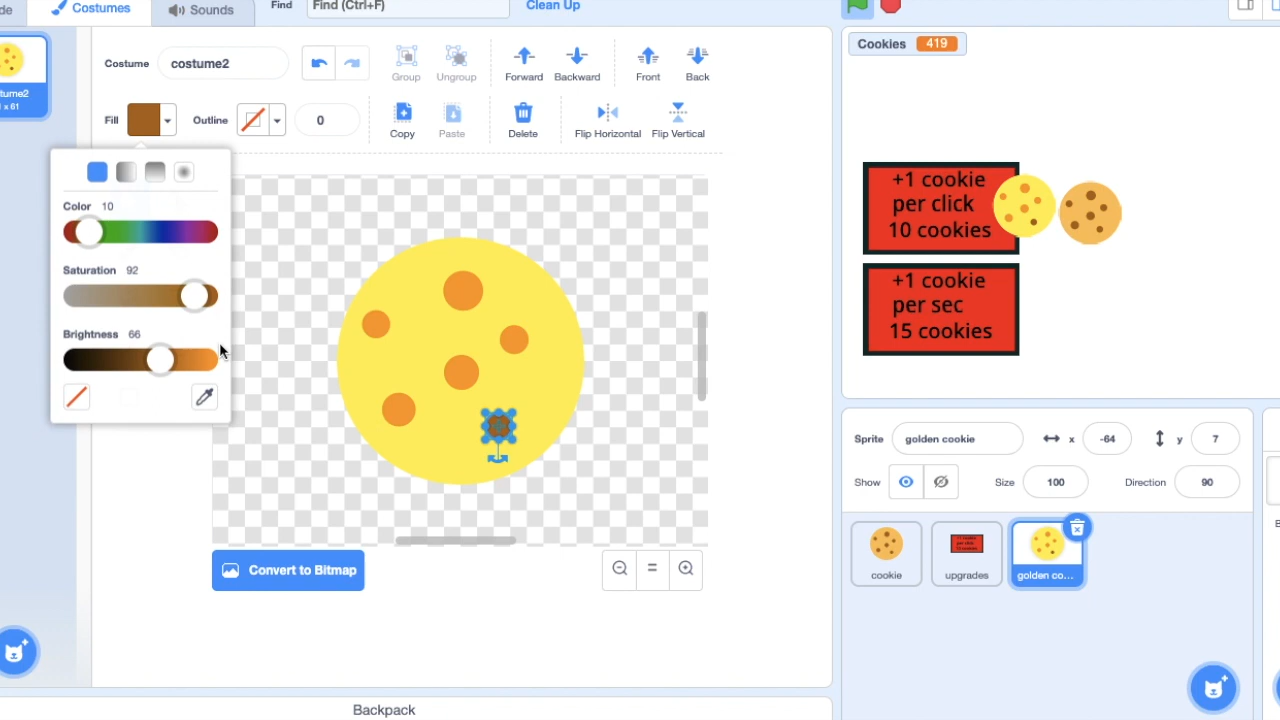 de Costumes Sounds Find Find (Ctrl+F) Clean Up
Costume costume2 Group Ungroup Forward Backward Front Back
Fill Outline 0 Copy Paste Delete Flip Horizontal Flip Vertical
tume2
x 61
Color 10
Saturation 92
Brightness 66
Convert to Bitmap
Backpack
Cookies 419
+1 cookie
per click
10 cookies
+1 cookie
per sec
15 cookies
Sprite golden cookie x -64 y 7
Show Size 100 Direction 90
cookie upgrades golden co...